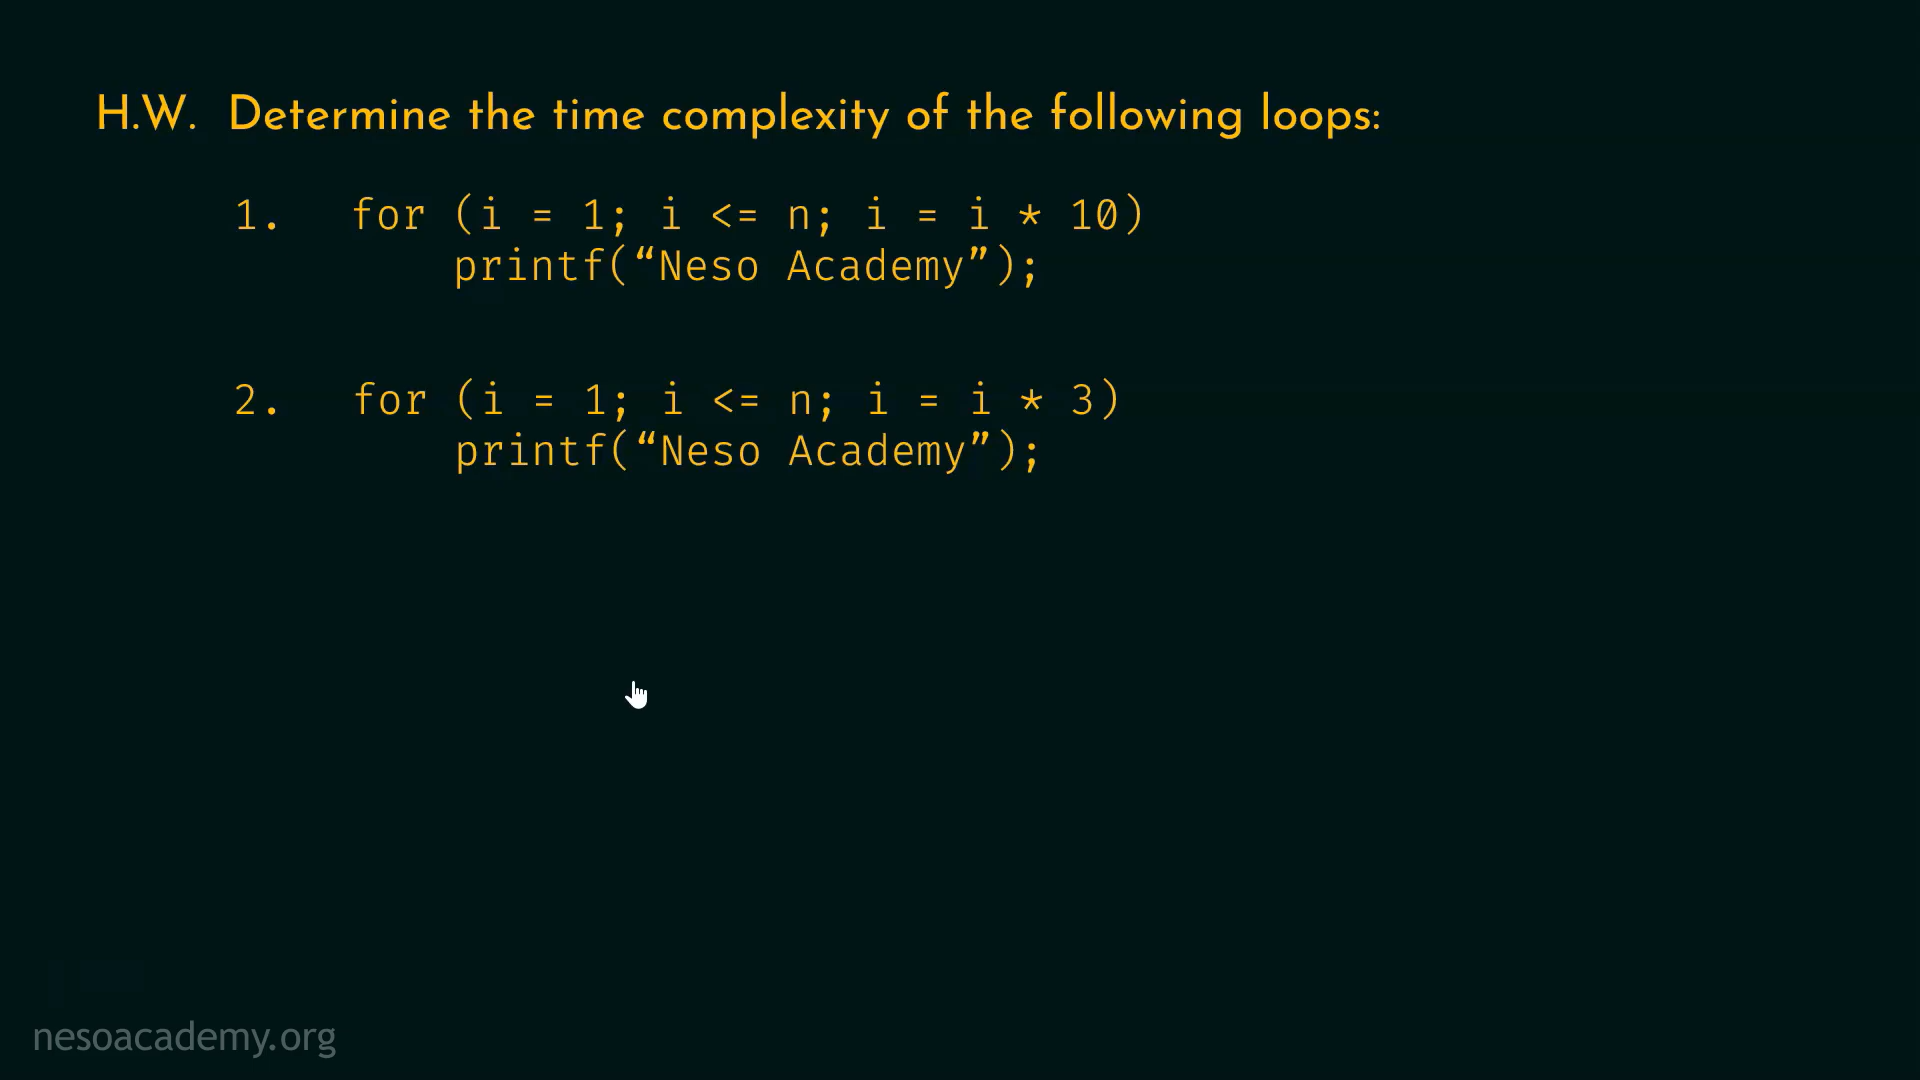 H.W. Determine the time complexity of the following loops:
1. for (i = 1; i <= n; i = i * 10)
printf(“Neso Academy”);
2. for (i = 1; i <= n; i = i * 3)
printf(“Neso Academy”);
nesoacademy.org